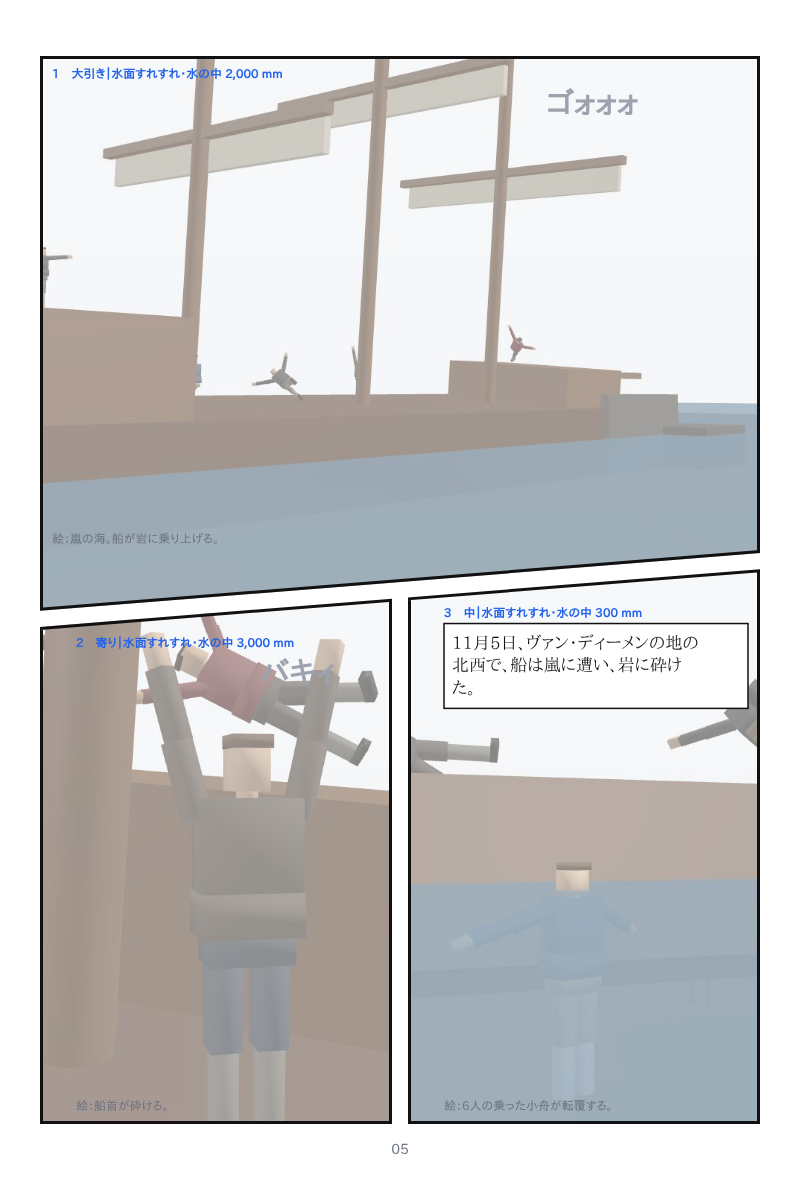 1 大引き|水面すれすれ・水の中 2,000 mm
ゴォォォ
絵：嵐の海。船が岩に乗り上げる。
2 寄り|水面すれすれ・水の中 3,000 mm
バキィ
絵：船首が砕ける。
3 中|水面すれすれ・水の中 300 mm
11月5日、ヴァン・ディーメンの地の
北西で、船は嵐に遭い、岩に砕け
た。
絵：6人の乗った小舟が転覆する。
05